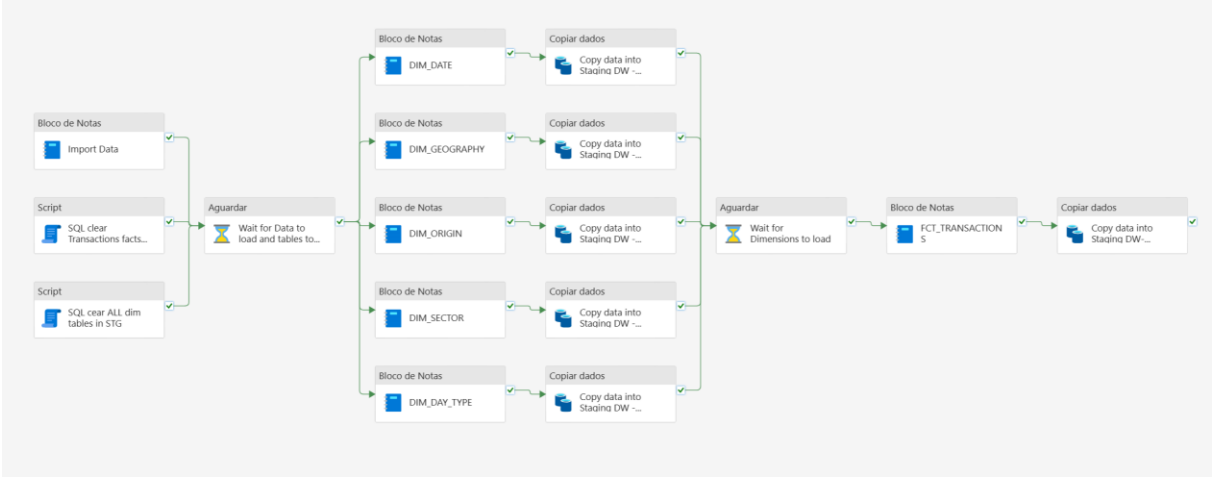 Bloco de Notas
Import Data
Script
SQL clear
Transactions facts...
Script
SQL cear ALL dim
tables in STG
Aguardar
Wait for Data to
load and tables to...
Bloco de Notas
DIM_DATE
Copiar dados
Copy data into
Staging DW -...
Bloco de Notas
DIM_GEOGRAPHY
Copiar dados
Copy data into
Staging DW -...
Bloco de Notas
DIM_ORIGIN
Copiar dados
Copy data into
Staging DW -...
Bloco de Notas
DIM_SECTOR
Copiar dados
Copy data into
Staging DW -...
Bloco de Notas
DIM_DAY_TYPE
Copiar dados
Copy data into
Staging DW -...
Aguardar
Wait for
Dimensions to load
Bloco de Notas
FCT_TRANSACTION
S
Copiar dados
Copy data into
Staging DW-...